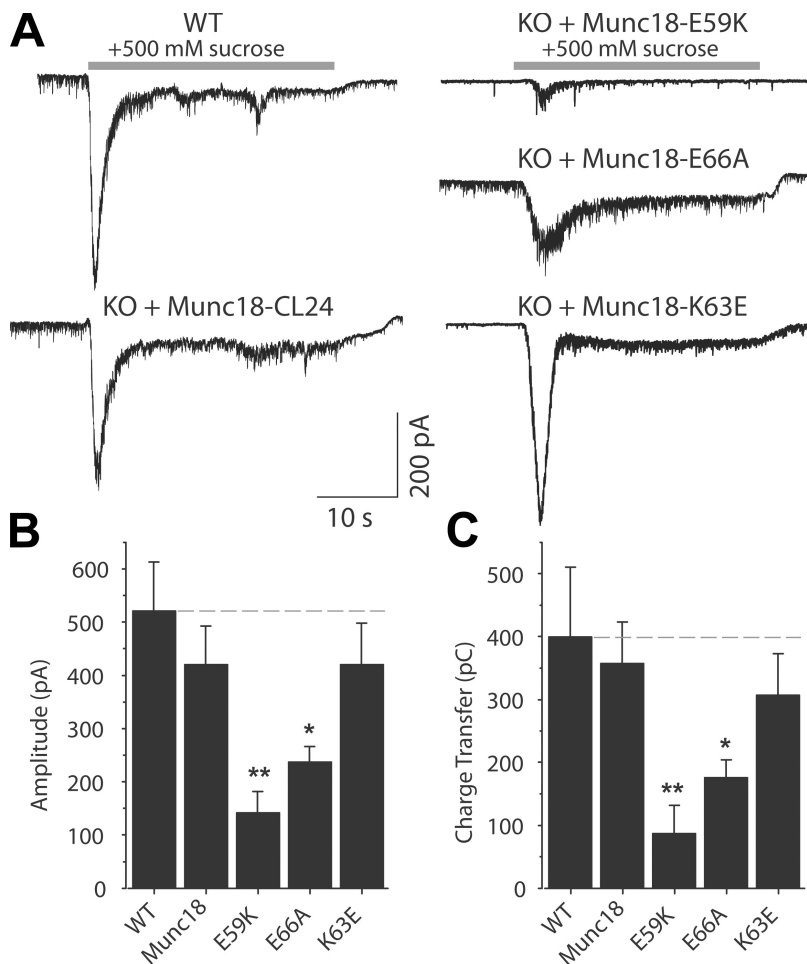 A
WT
+500 mM sucrose
KO + Munc18-E59K
+500 mM sucrose
KO + Munc18-E66A
KO + Munc18-CL24
KO + Munc18-K63E
200 pA
10 s
B
Amplitude (pA)
600
500
400
300
200
100
0
**
*
WT
Munc18
E59K
E66A
K63E
C
Charge Transfer (pC)
500
400
300
200
100
0
**
*
WT
Munc18
E59K
E66A
K63E